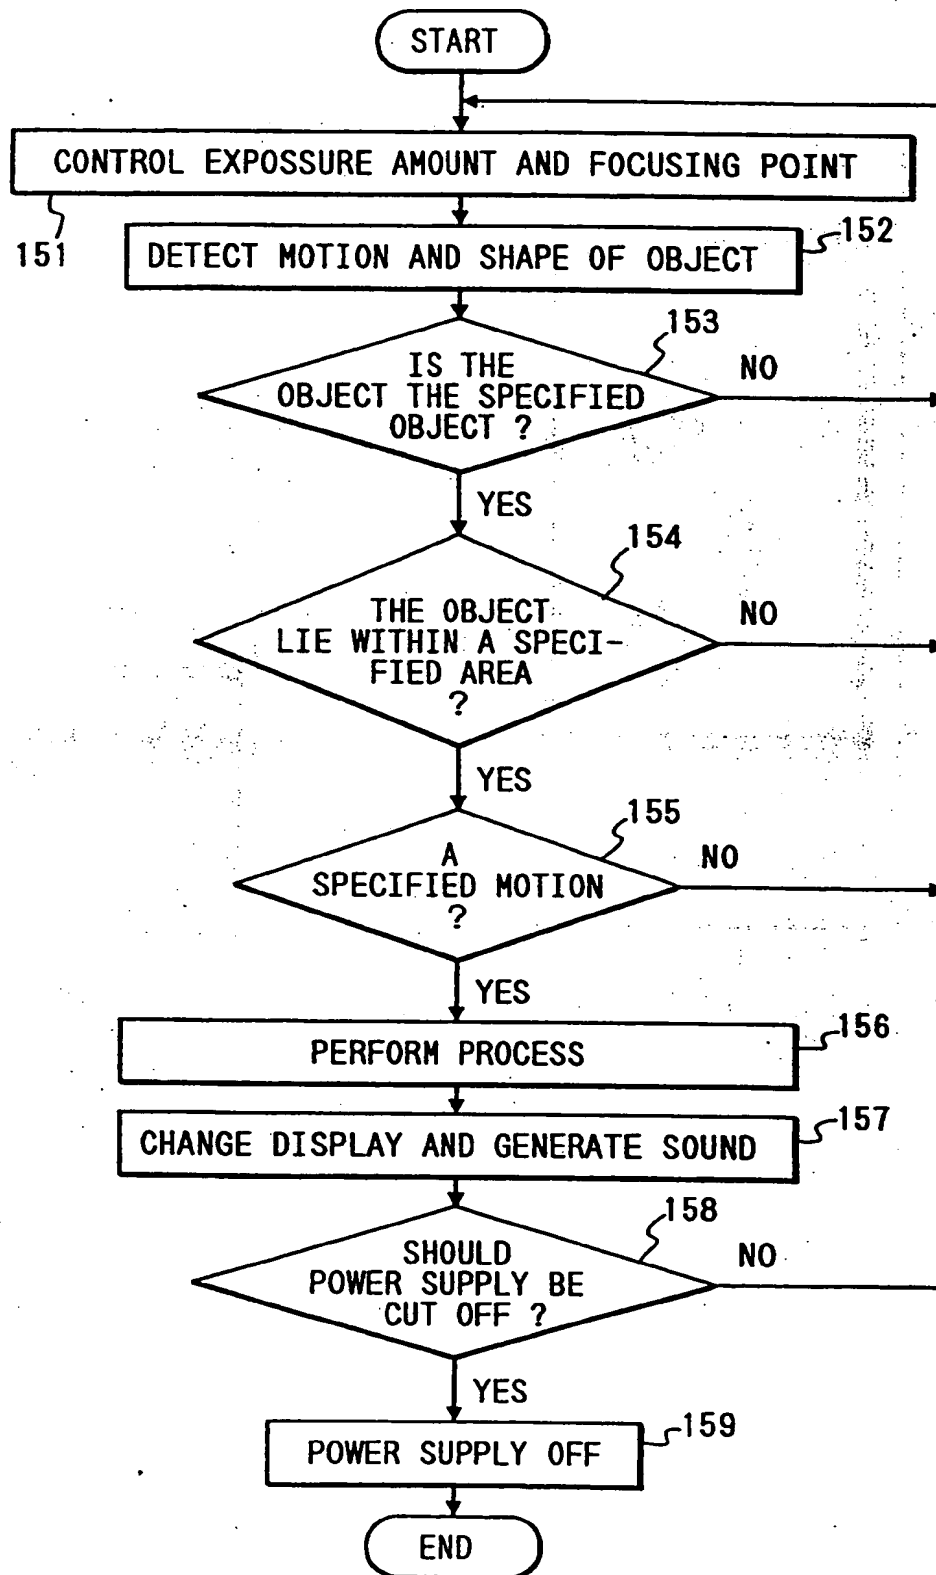 START
CONTROL EXPOSSURE AMOUNT AND FOCUSING POINT
151
152
DETECT MOTION AND SHAPE OF OBJECT
153
IS THE
NO
OBJECT THE SPECIFIED
OBJECT ?
YES
154
THE OBJECT
NO
LIE WITHIN A SPECI-
FIED AREA
?
YES
155
A
NO
SPECIFIED MOTION
?
YES
156
PERFORM PROCESS
157
CHANGE DISPLAY AND GENERATE SOUND
158
SHOULD
NO
POWER SUPPLY BE
CUT OFF ?
YES
159
POWER SUPPLY OFF
END